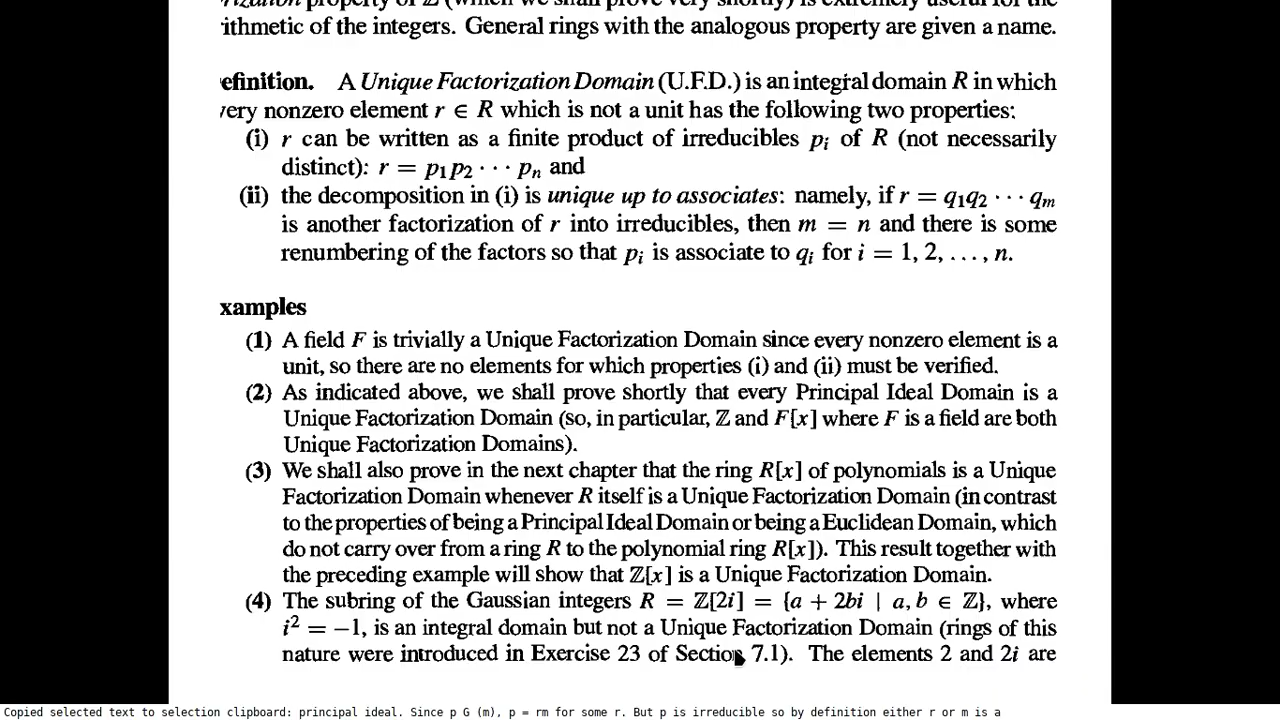 rization property of ℤ (which we shall prove very shortly) is extremely useful for the
ithmetic of the integers. General rings with the analogous property are given a name.
efinition. A Unique Factorization Domain (U.F.D.) is an integral domain R in which
very nonzero element r ∈ R which is not a unit has the following two properties:
(i) r can be written as a finite product of irreducibles pᵢ of R (not necessarily
distinct): r = p₁p₂ ··· pₙ and
(ii) the decomposition in (i) is unique up to associates: namely, if r = q₁q₂ ··· qₘ
is another factorization of r into irreducibles, then m = n and there is some
renumbering of the factors so that pᵢ is associate to qᵢ for i = 1, 2, ..., n.
xamples
(1) A field F is trivially a Unique Factorization Domain since every nonzero element is a
unit, so there are no elements for which properties (i) and (ii) must be verified.
(2) As indicated above, we shall prove shortly that every Principal Ideal Domain is a
Unique Factorization Domain (so, in particular, ℤ and F[x] where F is a field are both
Unique Factorization Domains).
(3) We shall also prove in the next chapter that the ring R[x] of polynomials is a Unique
Factorization Domain whenever R itself is a Unique Factorization Domain (in contrast
to the properties of being a Principal Ideal Domain or being a Euclidean Domain, which
do not carry over from a ring R to the polynomial ring R[x]). This result together with
the preceding example will show that ℤ[x] is a Unique Factorization Domain.
(4) The subring of the Gaussian integers R = ℤ[2i] = {a + 2bi | a, b ∈ ℤ}, where
i² = −1, is an integral domain but not a Unique Factorization Domain (rings of this
nature were introduced in Exercise 23 of Section 7.1). The elements 2 and 2i are
Copied selected text to selection clipboard: principal ideal. Since p G (m), p = rm for some r. But p is irreducible so by definition either r or m is a